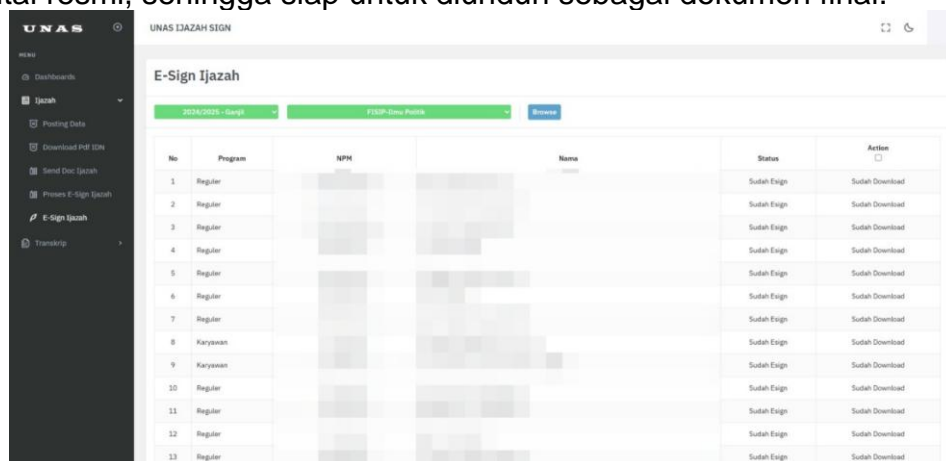 tal resmi, sehingga siap untuk diunduh sebagai dokumen final.
UNAS
UNAS IJAZAH SIGN
MENU
Dashboards
Ijazah
Posting Data
Download Pdf IDN
Send Doc Ijazah
Proses E-Sign Ijazah
E-Sign Ijazah
Transkrip
E-Sign Ijazah
2024/2025 - Ganjil FISIP-Ilmu Politik Browse
No Program NPM Nama Status Action
1 Reguler Sudah Esign Sudah Download
2 Reguler Sudah Esign Sudah Download
3 Reguler Sudah Esign Sudah Download
4 Reguler Sudah Esign Sudah Download
5 Reguler Sudah Esign Sudah Download
6 Reguler Sudah Esign Sudah Download
7 Reguler Sudah Esign Sudah Download
8 Karyawan Sudah Esign Sudah Download
9 Karyawan Sudah Esign Sudah Download
10 Reguler Sudah Esign Sudah Download
11 Reguler Sudah Esign Sudah Download
12 Reguler Sudah Esign Sudah Download
13 Reguler Sudah Esign Sudah Download